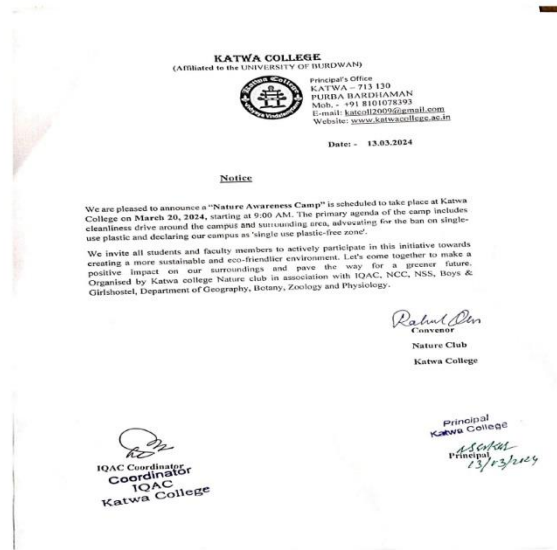 KATWA COLLEGE
(Affiliated to the UNIVERSITY OF BURDWAN)
Katwa College
Principal's Office
KATWA – 713 130
PURBA BARDHAMAN
Mob. - +91 8101078393
E-mail: katcoll2009@gmail.com
Website: www.katwacollege.ac.in
Date: - 13.03.2024
Notice
We are pleased to announce a "Nature Awareness Camp" is scheduled to take place at Katwa
College on March 20, 2024, starting at 9:00 AM. The primary agenda of the camp includes
cleanliness drive around the campus and surrounding area, advocating for the ban on single-
use plastic and declaring our campus as 'single use plastic-free zone'.
We invite all students and faculty members to actively participate in this initiative towards
creating a more sustainable and eco-friendlier environment. Let's come together to make a
positive impact on our surroundings and pave the way for a greener future.
Organised by Katwa college Nature club in association with IQAC, NCC, NSS, Boys &
Girlshostel, Department of Geography, Botany, Zoology and Physiology.
Rahul
Convenor
Nature Club
Katwa College
IQAC Coordinator
Coordinator
IQAC
Katwa College
Principal
Katwa College
Principal
13/03/2024